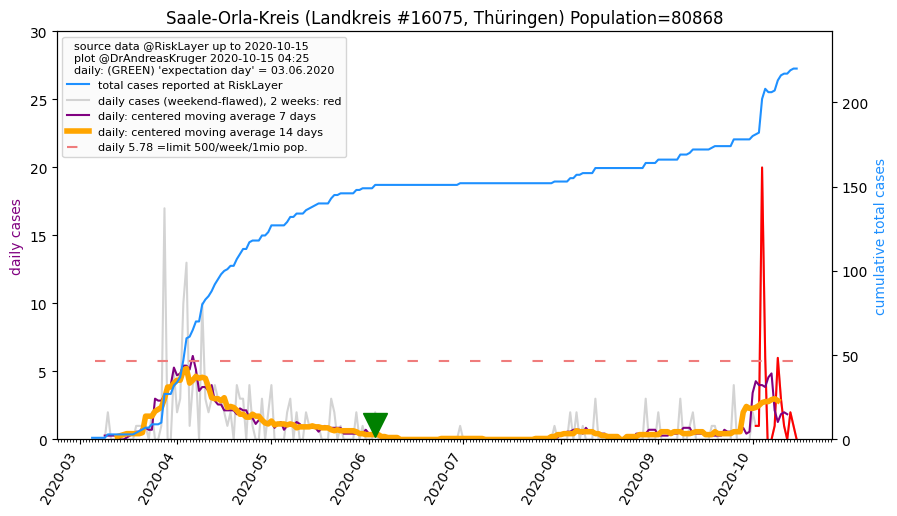 Saale-Orla-Kreis (Landkreis #16075, Thüringen) Population=80868
source data @RiskLayer up to 2020-10-15
plot @DrAndreasKruger 2020-10-15 04:25
daily: (GREEN) 'expectation day' = 03.06.2020
total cases reported at RiskLayer
daily cases (weekend-flawed), 2 weeks: red
daily: centered moving average 7 days
daily: centered moving average 14 days
daily 5.78 =limit 500/week/1mio pop.
daily cases
30
25
20
15
10
5
0
cumulative total cases
200
150
100
50
0
2020-03
2020-04
2020-05
2020-06
2020-07
2020-08
2020-09
2020-10